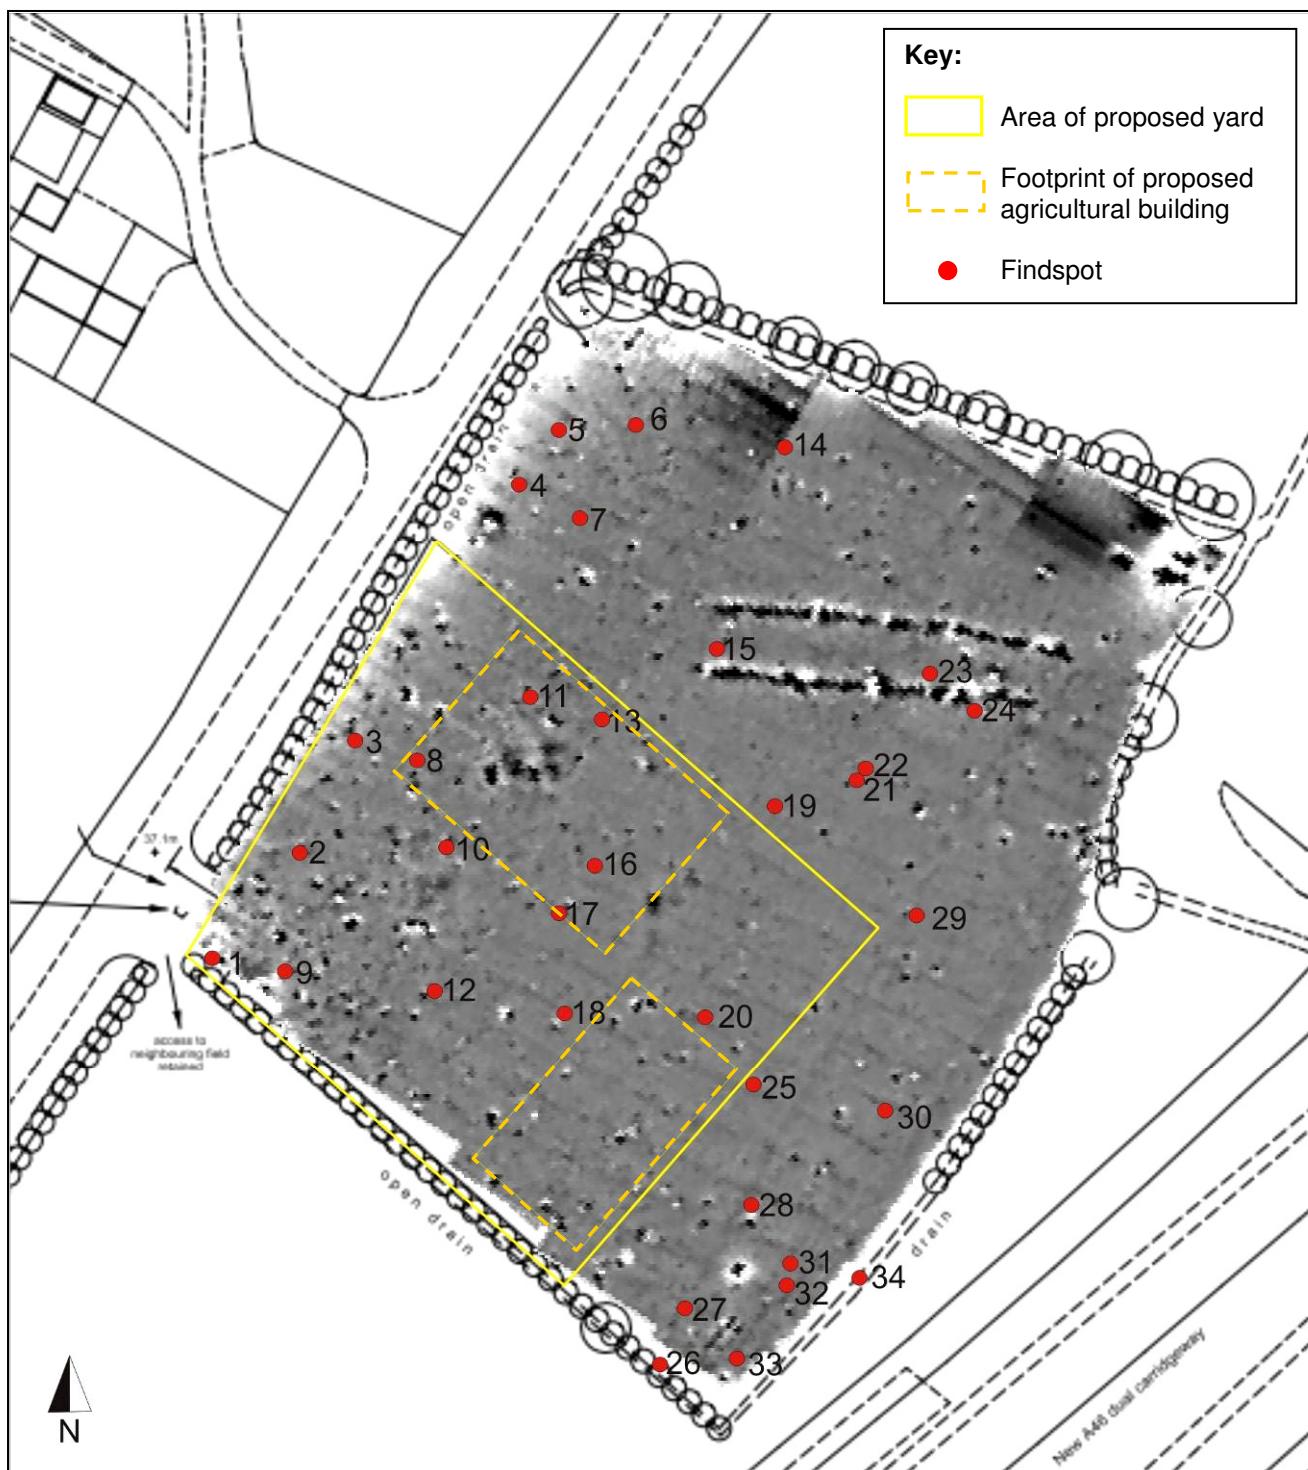 Key:
Area of proposed yard
Footprint of proposed
agricultural building
Findspot
5
6
14
4
open drain
7
15
23
11
24
13
3
8
22
21
19
37.1m
2
10
16
17
29
1
9
12
18
20
access to
neighbouring field
retained
25
30
open drain
28
drain
31
34
32
27
26
33
New A46 dual carridgeway
N